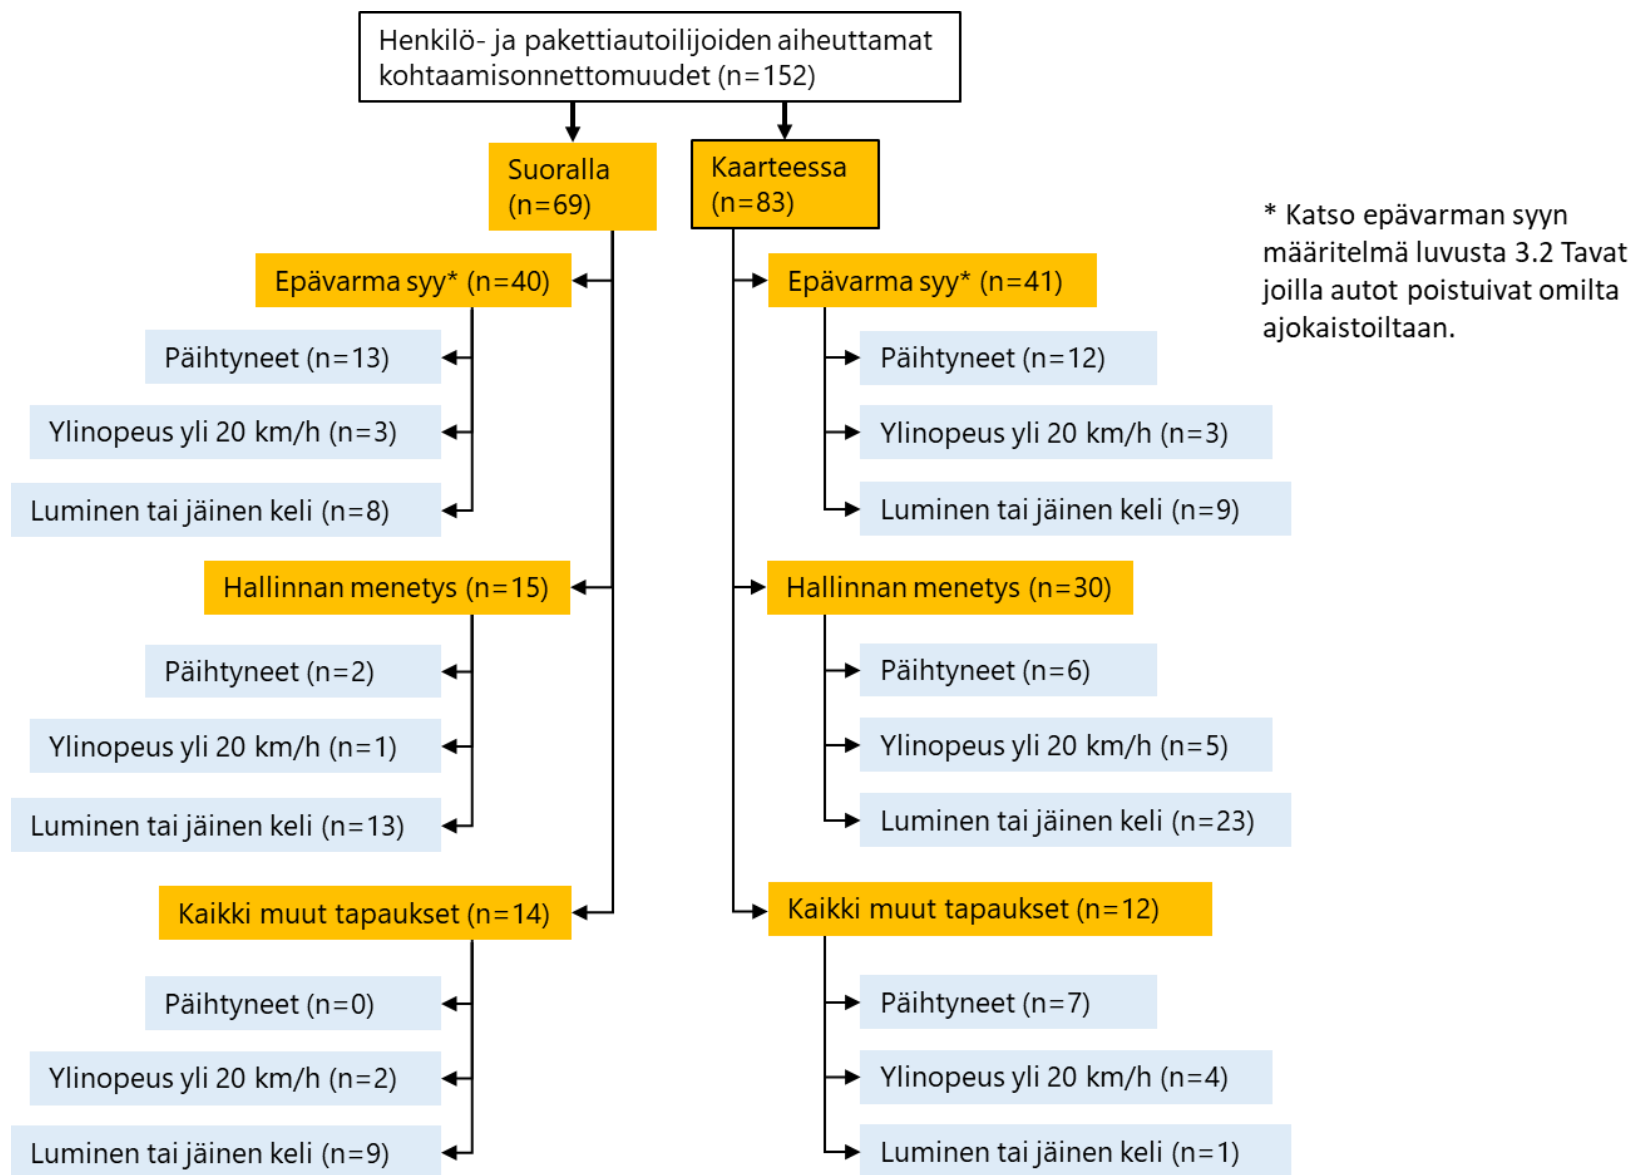 Henkilö- ja pakettiautoilijoiden aiheuttamat
kohtaamisonnettomuudet (n=152)
Suoralla
(n=69)
Kaarteessa
(n=83)
* Katso epävarman syyn
määritelmä luvusta 3.2 Tavat
joilla autot poistuivat omilta
ajokaistoiltaan.
Epävarma syy* (n=40)
Päihtyneet (n=13)
Ylinopeus yli 20 km/h (n=3)
Luminen tai jäinen keli (n=8)
Hallinnan menetys (n=15)
Päihtyneet (n=2)
Ylinopeus yli 20 km/h (n=1)
Luminen tai jäinen keli (n=13)
Kaikki muut tapaukset (n=14)
Päihtyneet (n=0)
Ylinopeus yli 20 km/h (n=2)
Luminen tai jäinen keli (n=9)
Epävarma syy* (n=41)
Päihtyneet (n=12)
Ylinopeus yli 20 km/h (n=3)
Luminen tai jäinen keli (n=9)
Hallinnan menetys (n=30)
Päihtyneet (n=6)
Ylinopeus yli 20 km/h (n=5)
Luminen tai jäinen keli (n=23)
Kaikki muut tapaukset (n=12)
Päihtyneet (n=7)
Ylinopeus yli 20 km/h (n=4)
Luminen tai jäinen keli (n=1)